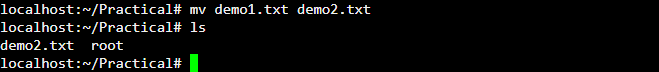 localhost:~/Practical# mv demo1.txt demo2.txt
localhost:~/Practical# ls
demo2.txt  root
localhost:~/Practical#